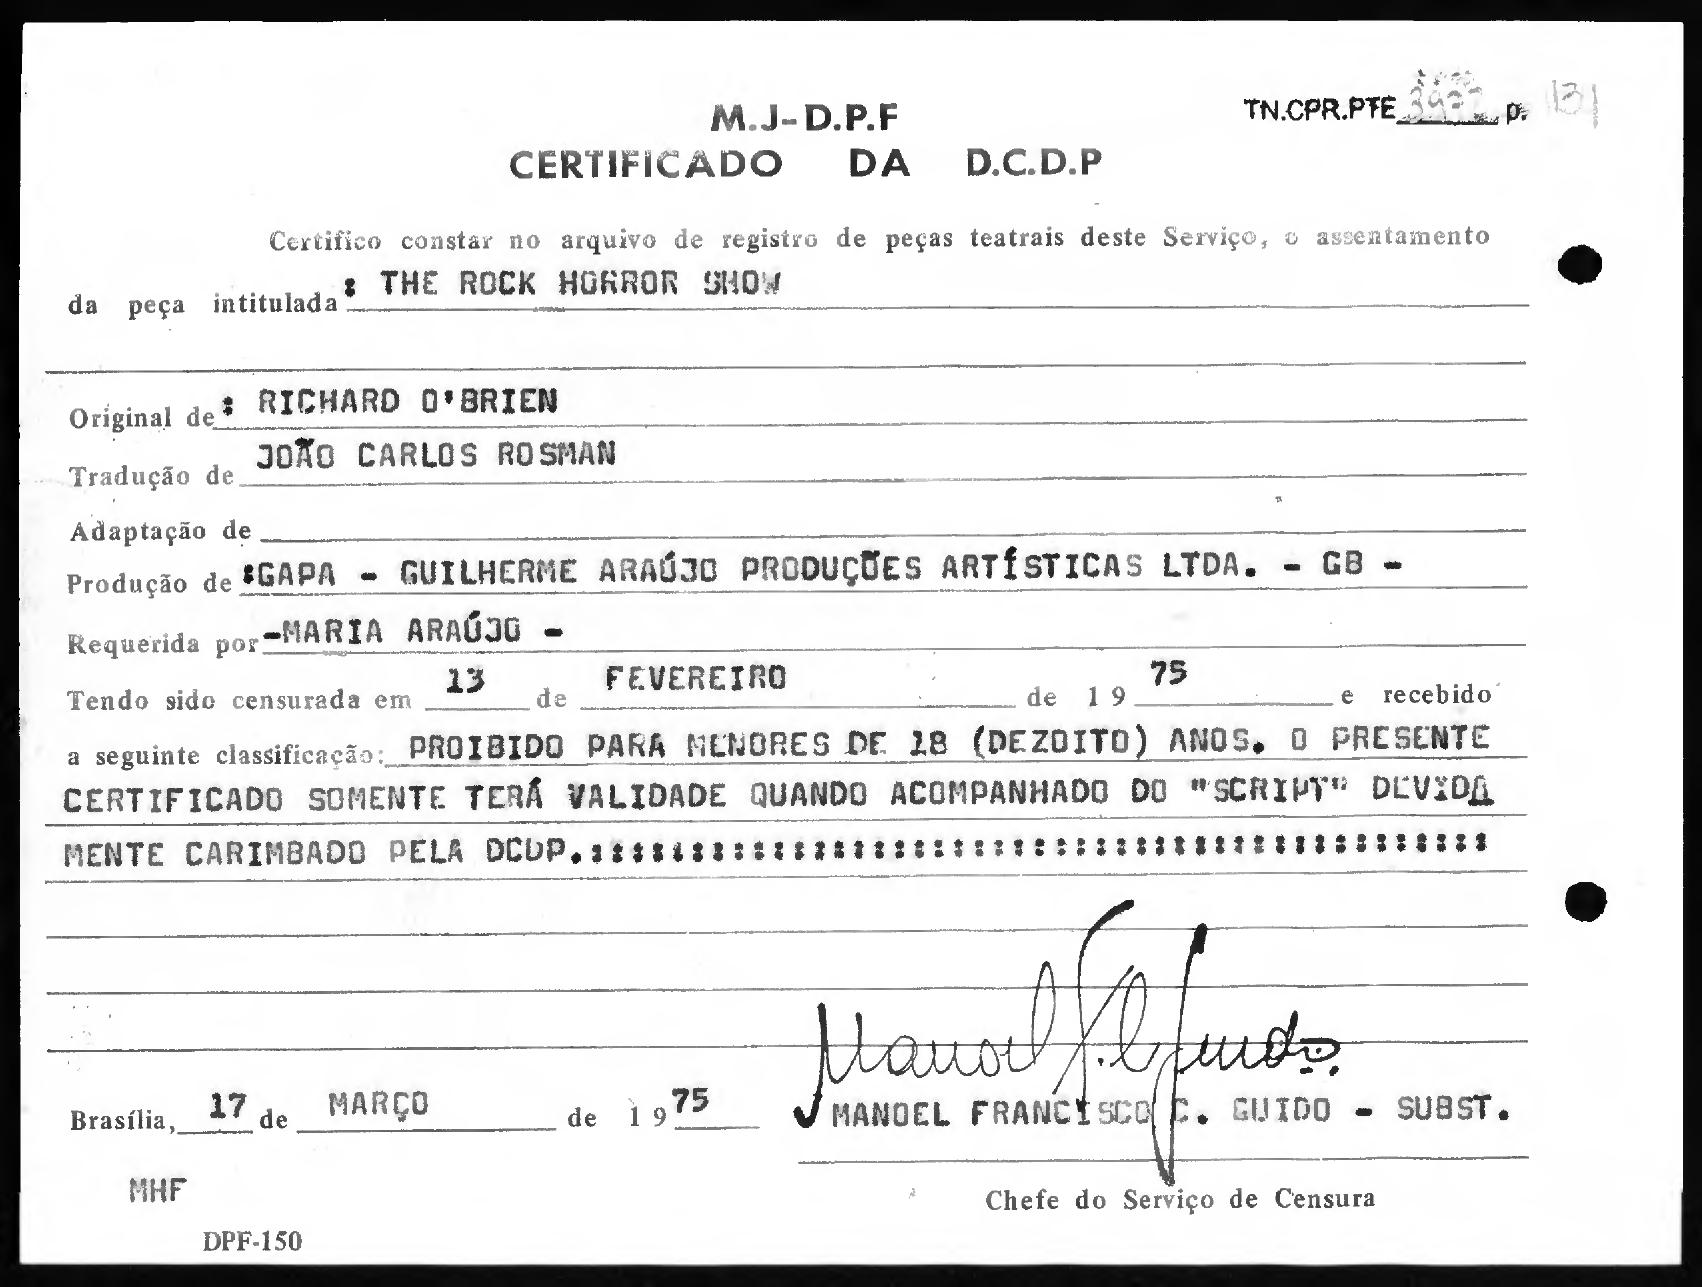 TN.CPR.PTE p.
M.J-D.P.F
CERTIFICADO DA D.C.D.P
Certifico constar no arquivo de registro de peças teatrais deste Serviço, o assentamento
da peça intitulada: THE ROCK HORROR SHOW
Original de: RICHARD O'BRIEN
Tradução de JOÃO CARLOS ROSMAN
Adaptação de
Produção de :GAPA - GUILHERME ARAÚJO PRODUÇÕES ARTÍSTICAS LTDA. - GB -
Requerida por -MARIA ARAÚJO -
Tendo sido censurada em 13 de FEVEREIRO de 1975 e recebido
a seguinte classificação: PROIBIDO PARA MENORES DE 18 (DEZOITO) ANOS. O PRESENTE
CERTIFICADO SOMENTE TERÁ VALIDADE QUANDO ACOMPANHADO DO "SCRIPT" DEVIDA
MENTE CARIMBADO PELA DCDP.:::::::::::::::::::::::::::::::::::::::::::::
Manoel F. C. Guido
Brasília, 17 de MARÇO de 1975 MANOEL FRANCISCO C. GUIDO - SUBST.
MHF
Chefe do Serviço de Censura
DPF-150